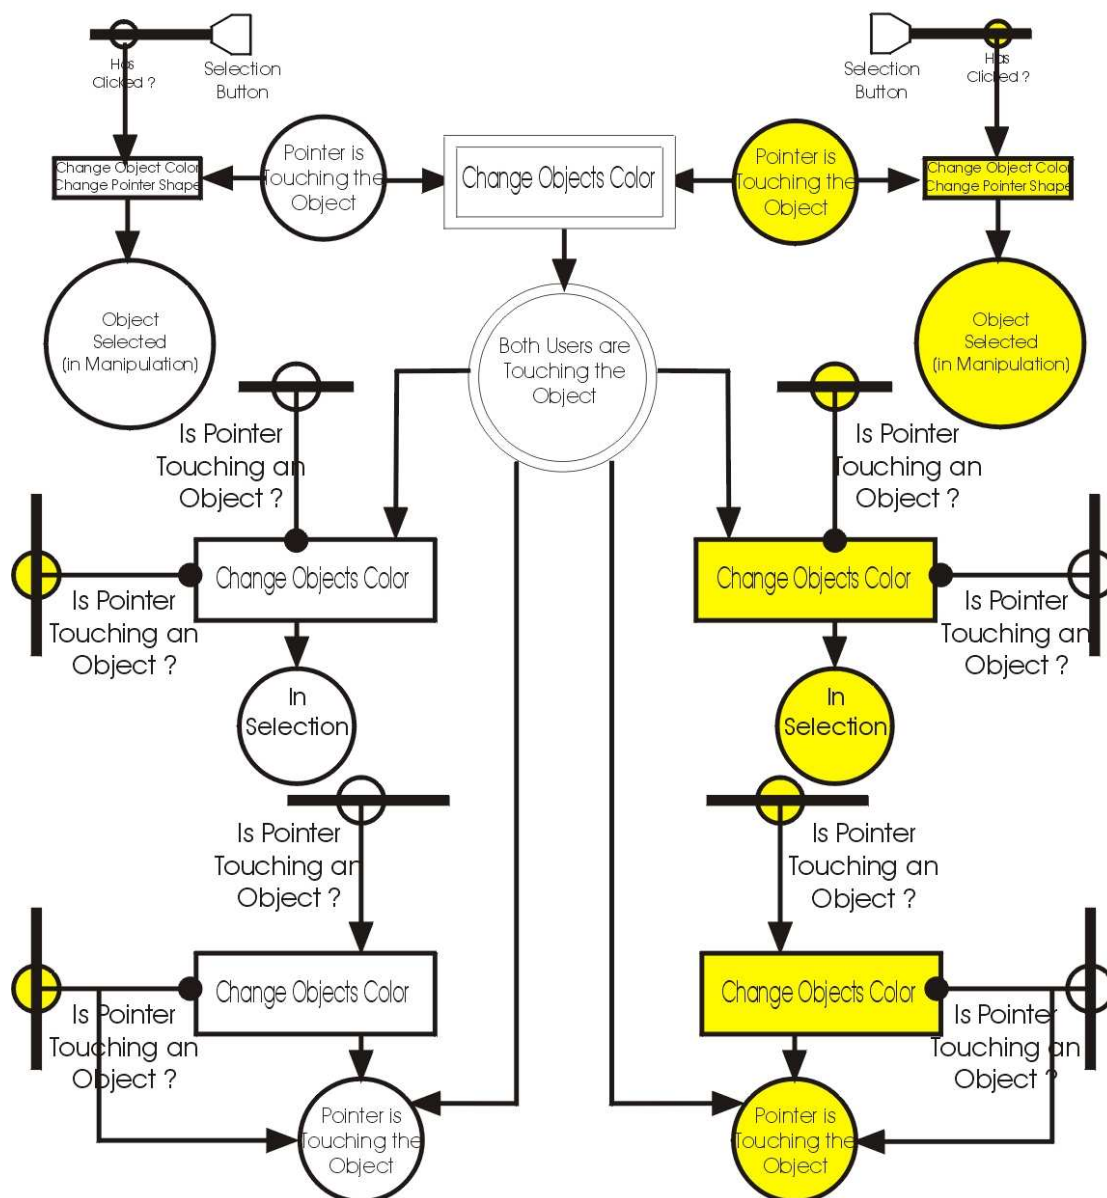 Has
Clicked ?
Selection
Button
Selection
Button
Has
Clicked ?
Change Object Color
Change Pointer Shape
Pointer is
Touching the
Object
Change Objects Color
Pointer is
Touching the
Object
Change Object Color
Change Pointer Shape
Object
Selected
(in Manipulation)
Both Users are
Touching the
Object
Object
Selected
(in Manipulation)
Is Pointer
Touching an
Object ?
Is Pointer
Touching an
Object ?
Change Objects Color
Change Objects Color
Is Pointer
Touching an
Object ?
Is Pointer
Touching an
Object ?
In
Selection
In
Selection
Is Pointer
Touching an
Object ?
Is Pointer
Touching an
Object ?
Change Objects Color
Change Objects Color
Is Pointer
Touching an
Object ?
Is Pointer
Touching an
Object ?
Pointer is
Touching the
Object
Pointer is
Touching the
Object